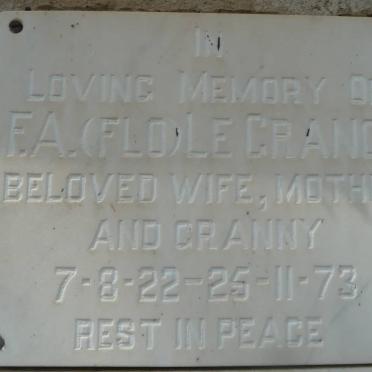 IN
LOVING MEMORY O
F.A.(FLO)LE GRAN
BELOVED WIFE, MOTH
AND GRANNY
7-8-22-25-11-73
REST IN PEACE